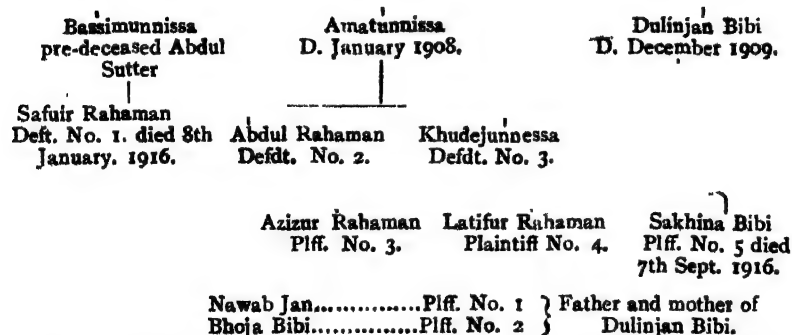 Bassimunnissa Amatunnissa Dulinjan Bibi
pre-deceased Abdul D. January 1908. D. December 1909.
Sutter
Safuir Rahaman
Deft. No. 1. died 8th Abdul Rahaman Khudejunnessa
January. 1916. Defdt. No. 2. Defdt. No. 3.
Azizur Rahaman Latifur Rahaman Sakhina Bibi
Plff. No. 3. Plaintiff No. 4. Plff. No. 5 died
7th Sept. 1916.
Nawab Jan...............Plff. No. 1 } Father and mother of
Bhoja Bibi...............Plff. No. 2 } Dulinjan Bibi.